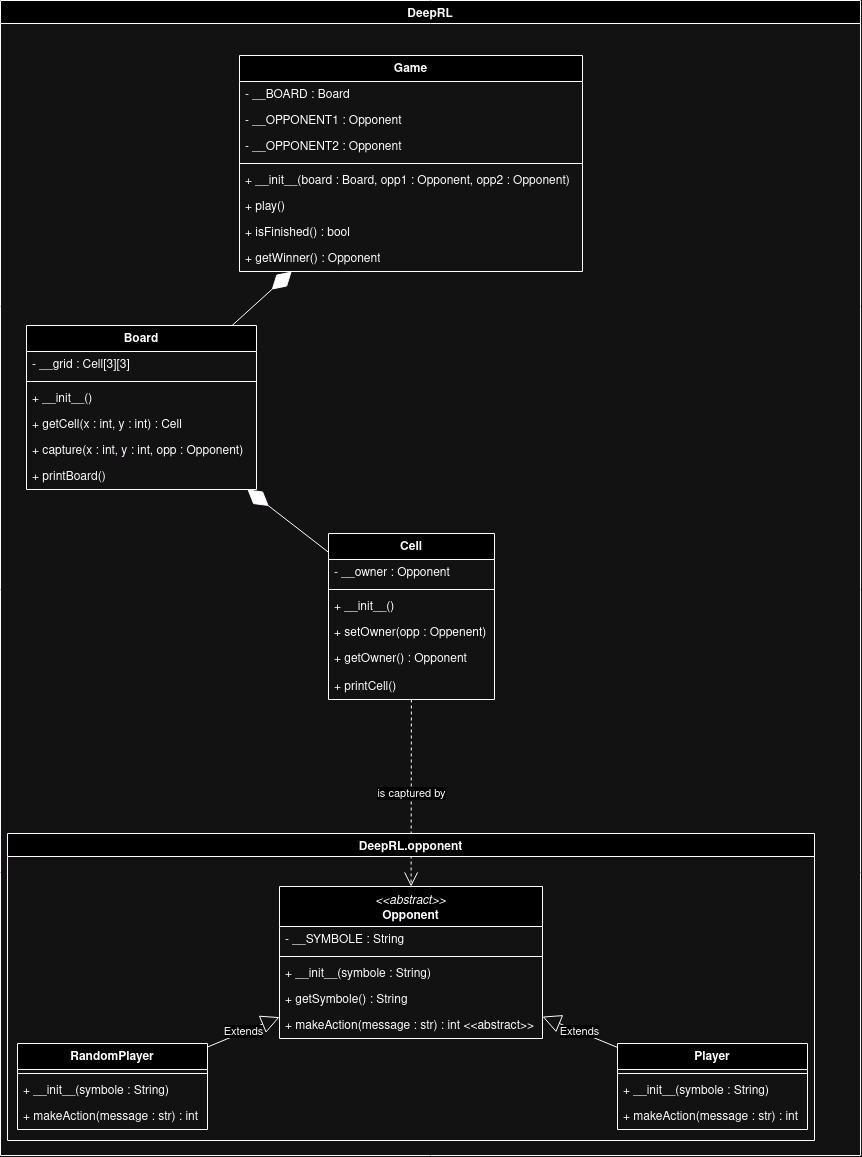 DeepRL
Game
- __BOARD : Board
- __OPPONENT1 : Opponent
- __OPPONENT2 : Opponent
+ __init__(board : Board, opp1 : Opponent, opp2 : Opponent)
+ play()
+ isFinished() : bool
+ getWinner() : Opponent
Board
- __grid : Cell[3][3]
+ __init__()
+ getCell(x : int, y : int) : Cell
+ capture(x : int, y : int, opp : Opponent)
+ printBoard()
Cell
- __owner : Opponent
+ __init__()
+ setOwner(opp : Oppenent)
+ getOwner() : Opponent
+ printCell()
is captured by
DeepRL.opponent
<<abstract>>
Opponent
- __SYMBOLE : String
+ __init__(symbole : String)
+ getSymbole() : String
+ makeAction(message : str) : int <<abstract>>
Extends
Extends
RandomPlayer
+ __init__(symbole : String)
+ makeAction(message : str) : int
Player
+ __init__(symbole : String)
+ makeAction(message : str) : int